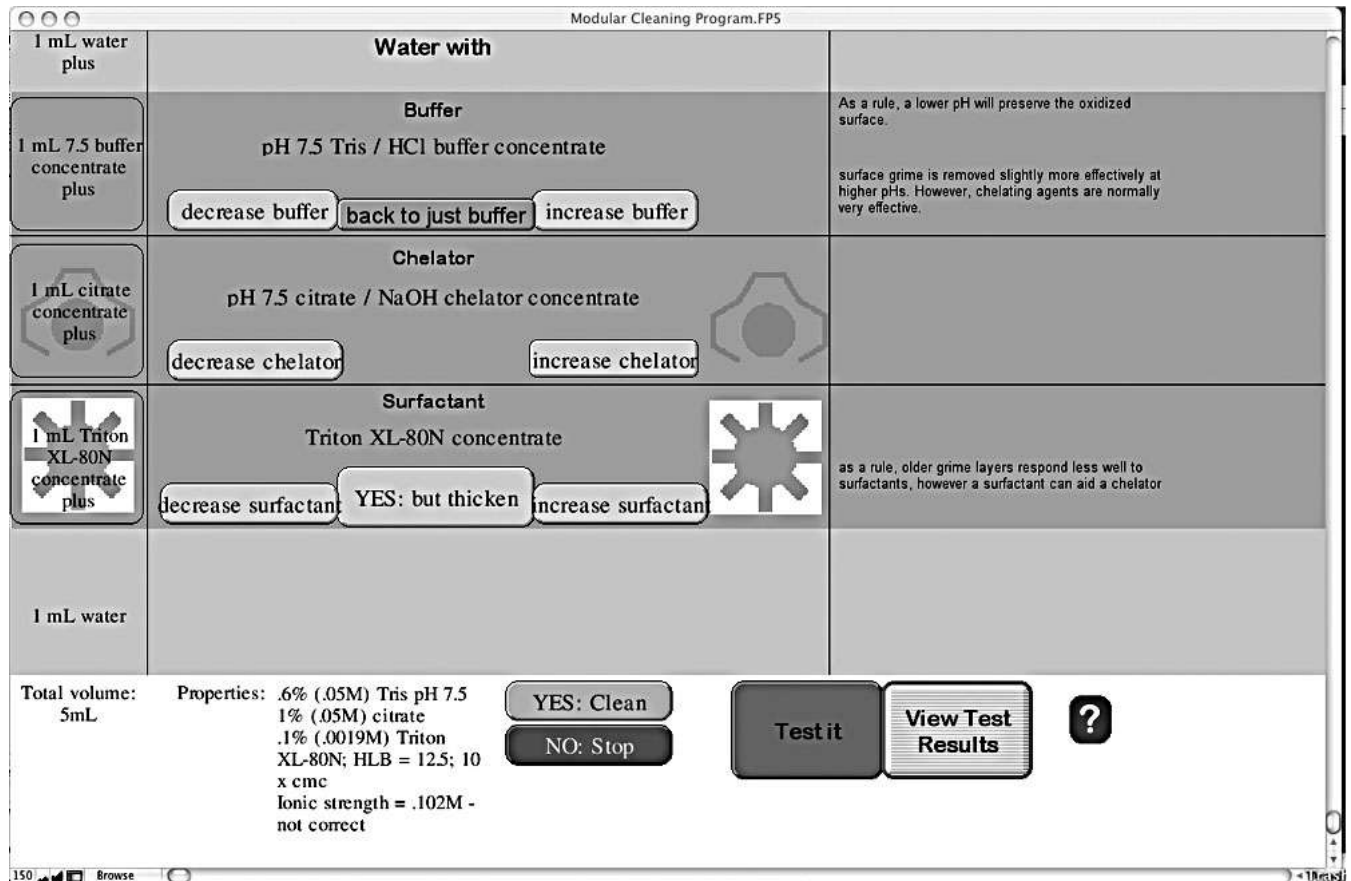 Modular Cleaning Program.FP5
1 mL water
plus
Water with
1 mL 7.5 buffer
concentrate
plus
Buffer
pH 7.5 Tris / HCl buffer concentrate
decrease buffer
back to just buffer
increase buffer
As a rule, a lower pH will preserve the oxidized
surface.
surface grime is removed slightly more effectively at
higher pHs. However, chelating agents are normally
very effective.
1 mL citrate
concentrate
plus
Chelator
pH 7.5 citrate / NaOH chelator concentrate
decrease chelator
increase chelator
1 mL Triton
XL-80N
concentrate
plus
Surfactant
Triton XL-80N concentrate
decrease surfactant
YES: but thicken
increase surfactant
as a rule, older grime layers respond less well to
surfactants, however a surfactant can aid a chelator
1 mL water
Total volume:
5mL
Properties:
.6% (.05M) Tris pH 7.5
1% (.05M) citrate
.1% (.0019M) Triton
XL-80N; HLB = 12.5; 10
x cmc
Ionic strength = .102M -
not correct
YES: Clean
NO: Stop
Test it
View Test
Results
?
150
Browse